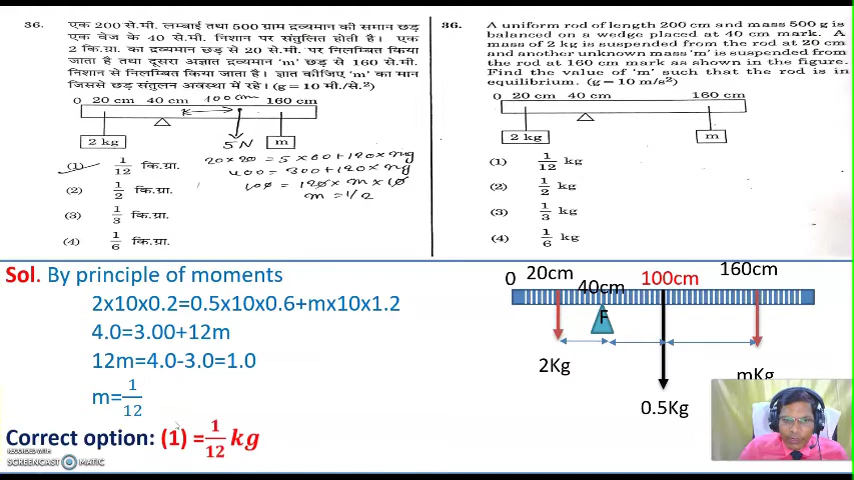 36. एक 200 से.मी. लम्बाई तथा 500 ग्राम द्रव्यमान की समान छड़
एक वेज के 40 से.मी. निशान पर संतुलित होती है। एक
2 कि.ग्रा. का द्रव्यमान छड़ से 20 से.मी. पर निलम्बित किया
जाता है तथा दूसरा अज्ञात द्रव्यमान 'm' छड़ से 160 से.मी.
निशान से निलम्बित किया जाता है। ज्ञात कीजिए 'm' का मान
जिससे छड़ संतुलन अवस्था में रहे। (g = 10 मी./से.²)
0 20 cm 40 cm 100cm 160 cm
2 kg 5N m
(1) 1/12 कि.ग्रा.
(2) 1/2 कि.ग्रा.
(3) 1/3 कि.ग्रा.
(4) 1/6 कि.ग्रा.
20×20 = 5×60+120×mg
400 = 300+120×mg
100 = 120×m×10
m = 1/2
36. A uniform rod of length 200 cm and mass 500 g is
balanced on a wedge placed at 40 cm mark. A
mass of 2 kg is suspended from the rod at 20 cm
and another unknown mass 'm' is suspended from
the rod at 160 cm mark as shown in the figure.
Find the value of 'm' such that the rod is in
equilibrium. (g = 10 m/s²)
0 20 cm 40 cm 160 cm
2 kg m
(1) 1/12 kg
(2) 1/2 kg
(3) 1/3 kg
(4) 1/6 kg
Sol. By principle of moments
2x10x0.2=0.5x10x0.6+mx10x1.2
4.0=3.00+12m
12m=4.0-3.0=1.0
m=1/12
Correct option: (1) =1/12 kg
0 20cm 40cm 100cm 160cm
F
2Kg
mKg
0.5Kg
RECORDED WITH
SCREENCAST MATIC